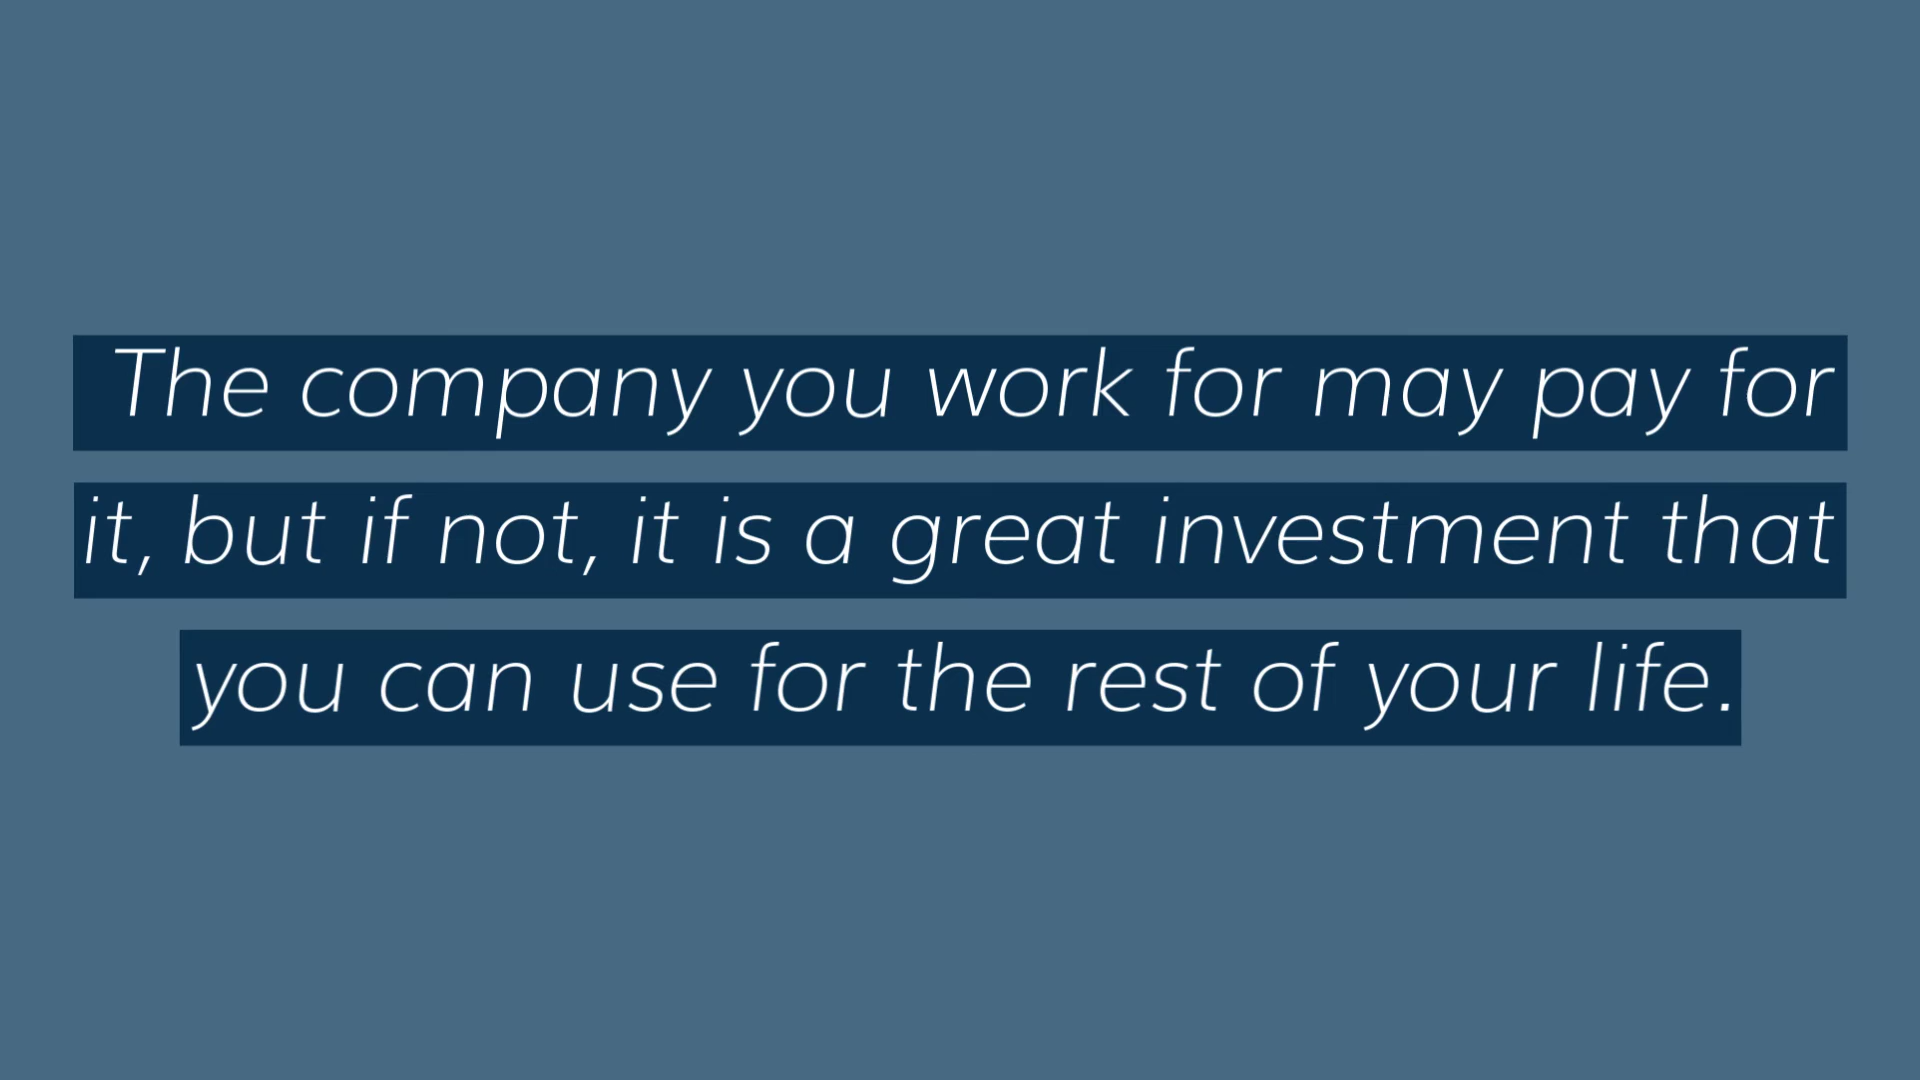 The company you work for may pay for
it, but if not, it is a great investment that
you can use for the rest of your life.